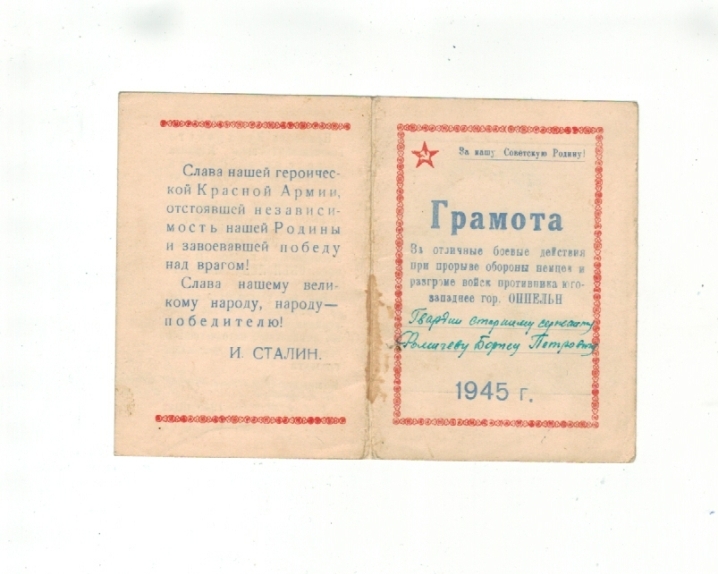 Слава нашей героичес-
кой Красной Армии,
отстоявшей независи-
мость нашей Родины
и завоевавшей победу
над врагом!
Слава нашему вели-
кому народу, народу—
победителю!
И. СТАЛИН.
За нашу Советскую Родину!
Грамота
За отличные боевые действия
при прорыве обороны немцев и
разгроме войск противника юго-
западнее гор. ОППЕЛЬН
Гвардии старшему сержанту
Борису Петровичу
1945 г.